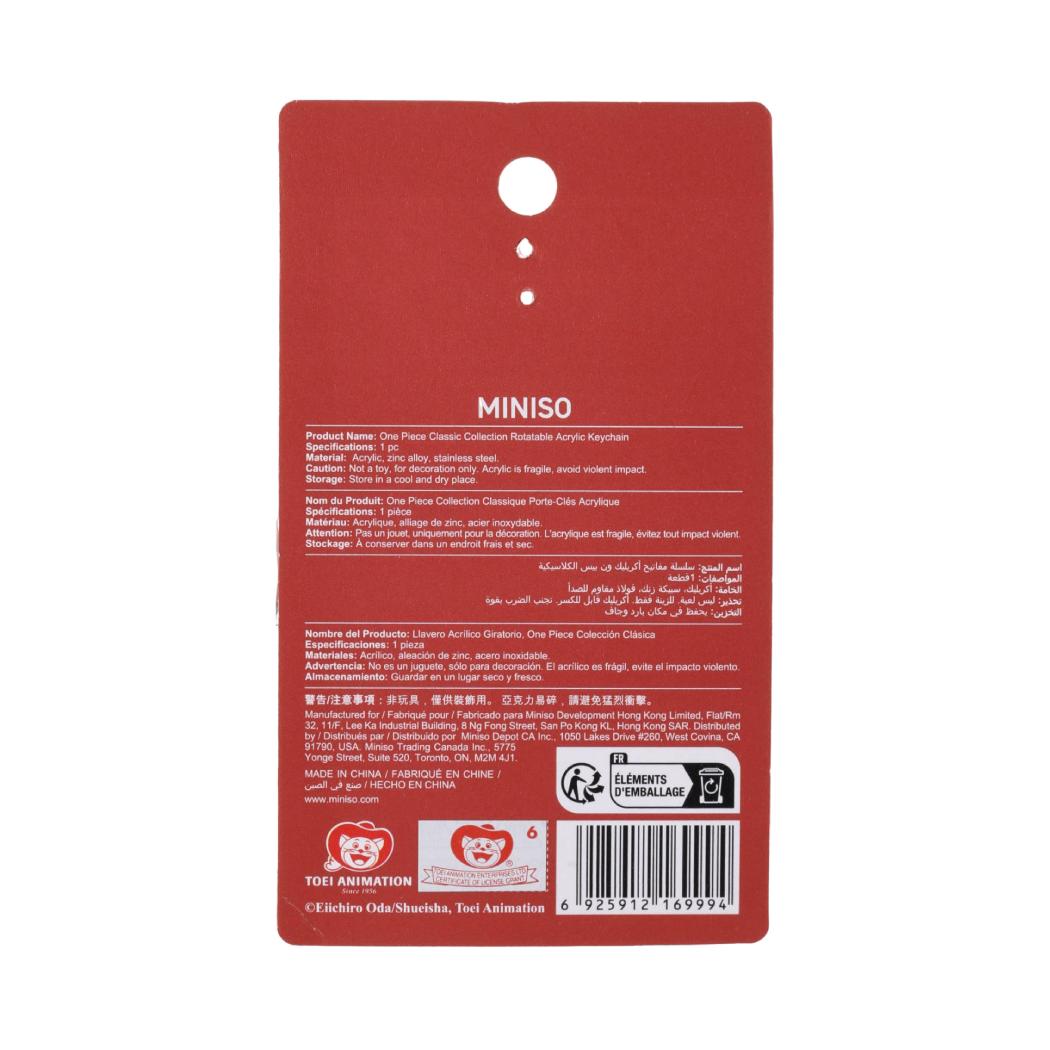 MINISO
Product Name: One Piece Classic Collection Rotatable Acrylic Keychain
Specifications: 1 pc
Material: Acrylic, zinc alloy, stainless steel.
Caution: Not a toy, for decoration only. Acrylic is fragile, avoid violent impact.
Storage: Store in a cool and dry place.
Nom du Produit: One Piece Collection Classique Porte-Clés Acrylique
Spécifications: 1 pièce
Matériau: Acrylique, alliage de zinc, acier inoxydable.
Attention: Pas un jouet, uniquement pour la décoration. L'acrylique est fragile, évitez tout impact violent.
Stockage: À conserver dans un endroit frais et sec.
اسم المنتج: سلسلة مفاتيح أكريليك ون بيس الكلاسيكية
المواصفات: 1قطعة
الخامة: أكريليك، سبيكة زنك، فولاذ مقاوم للصدأ
تحذير: ليس لعبة. للزينة فقط. أكريليك قابل للكسر. تجنب الضرب بقوة
التخزين: يحفظ في مكان بارد وجاف
Nombre del Producto: Llavero Acrílico Giratorio, One Piece Colección Clásica
Especificaciones: 1 pieza
Materiales: Acrílico, aleación de zinc, acero inoxidable.
Advertencia: No es un juguete, sólo para decoración. El acrílico es frágil, evite el impacto violento.
Almacenamiento: Guardar en un lugar seco y fresco.
警告/注意事項：非玩具，僅供裝飾用。亞克力易碎，請避免猛烈衝擊。
Manufactured for / Fabriqué pour / Fabricado para Miniso Development Hong Kong Limited, Flat/Rm
32, 11/F, Lee Ka Industrial Building, 8 Ng Fong Street, San Po Kong KL, Hong Kong SAR. Distributed
by / Distribués par / Distribuido por Miniso Depot CA Inc., 1050 Lakes Drive #260, West Covina, CA
91790, USA. Miniso Trading Canada Inc., 5775
Yonge Street, Suite 520, Toronto, ON, M2M 4J1.
MADE IN CHINA / FABRIQUÉ EN CHINE /
صنع في الصين / HECHO EN CHINA
www.miniso.com
FR
ÉLÉMENTS
D'EMBALLAGE
TOEI ANIMATION
Since 1956
6
®
TOEI ANIMATION ENTERPRISES LTD
CERTIFICATE OF LICENSE GRANT
©Eiichiro Oda/Shueisha, Toei Animation
6 925912 169994